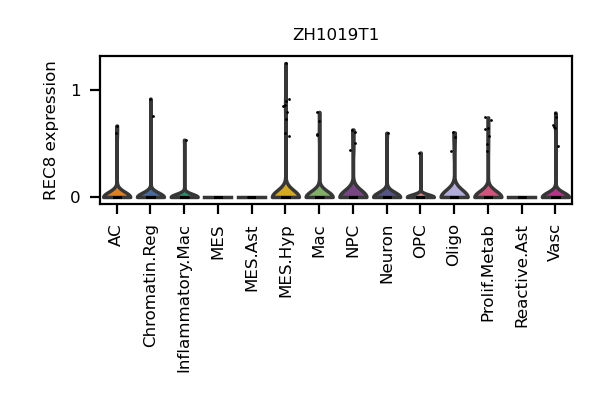 ZH1019T1
REC8 expression
1
0
AC
Chromatin.Reg
Inflammatory.Mac
MES
MES.Ast
MES.Hyp
Mac
NPC
Neuron
OPC
Oligo
Prolif.Metab
Reactive.Ast
Vasc